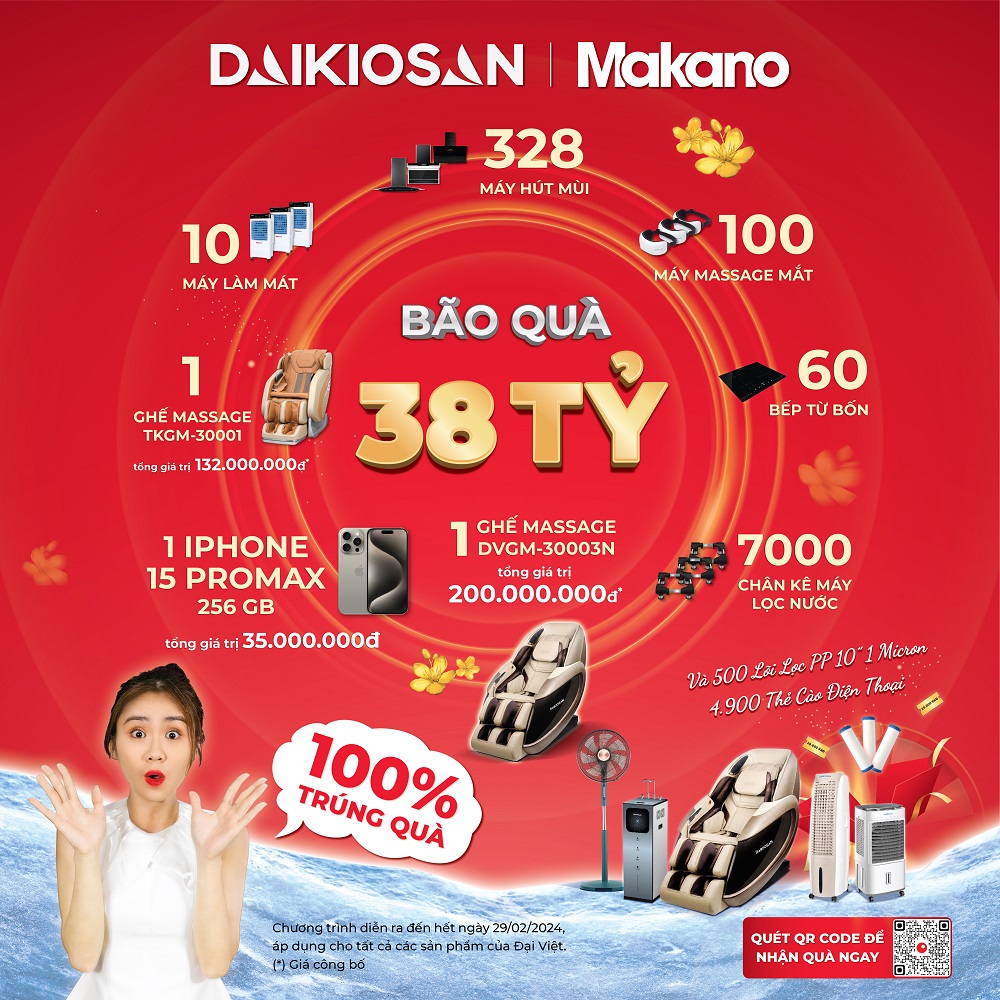 DAIKIOSAN | Makano
328
MÁY HÚT MÙI
10
MÁY LÀM MÁT
100
MÁY MASSAGE MẮT
BÃO QUÀ
38 TỶ
1
GHẾ MASSAGE
TKGM-30001
tổng giá trị 132.000.000đ*
60
BẾP TỪ BỐN
1 IPHONE
15 PROMAX
256 GB
tổng giá trị 35.000.000đ
1 GHẾ MASSAGE
DVGM-30003N
tổng giá trị
200.000.000đ*
7000
CHÂN KÊ MÁY
LỌC NƯỚC
Và 500 Lõi Lọc PP 10" 1 Micron
4.900 Thẻ Cào Điện Thoại
100%
TRÚNG QUÀ
DAIKIOSAN
Chương trình diễn ra đến hết ngày 29/02/2024,
áp dụng cho tất cả các sản phẩm của Đại Việt.
(*) Giá công bố
QUÉT QR CODE ĐỂ
NHẬN QUÀ NGAY